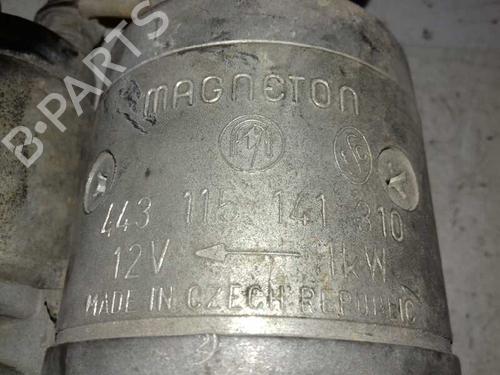 B-PARTS
MAGNETON
443 115 141 310
12V 1kW
MADE IN CZECH REPUBLIC